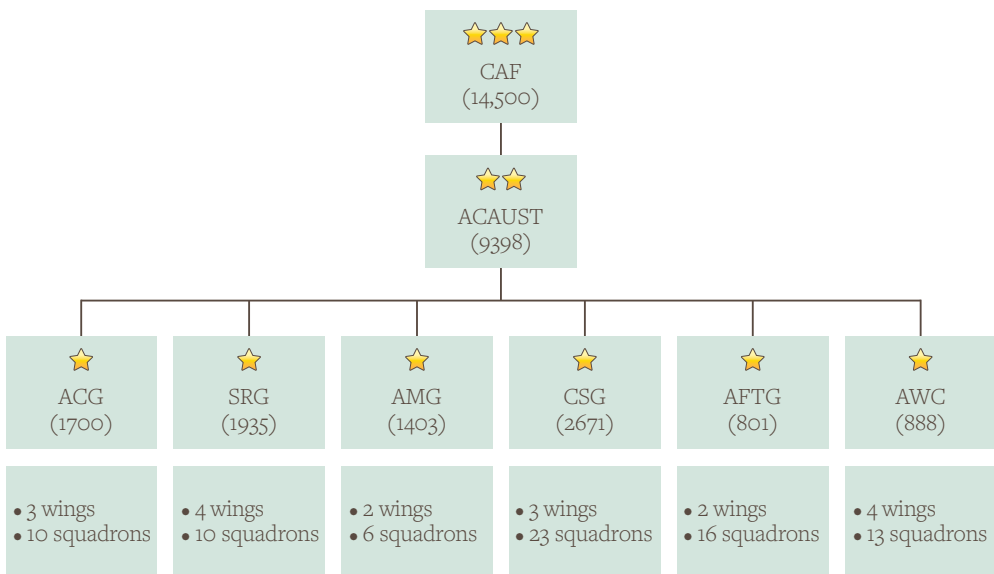 CAF
(14,500)
ACAUST
(9398)
ACG
(1700)
SRG
(1935)
AMG
(1403)
CSG
(2671)
AFTG
(801)
AWC
(888)
• 3 wings
• 10 squadrons
• 4 wings
• 10 squadrons
• 2 wings
• 6 squadrons
• 3 wings
• 23 squadrons
• 2 wings
• 16 squadrons
• 4 wings
• 13 squadrons